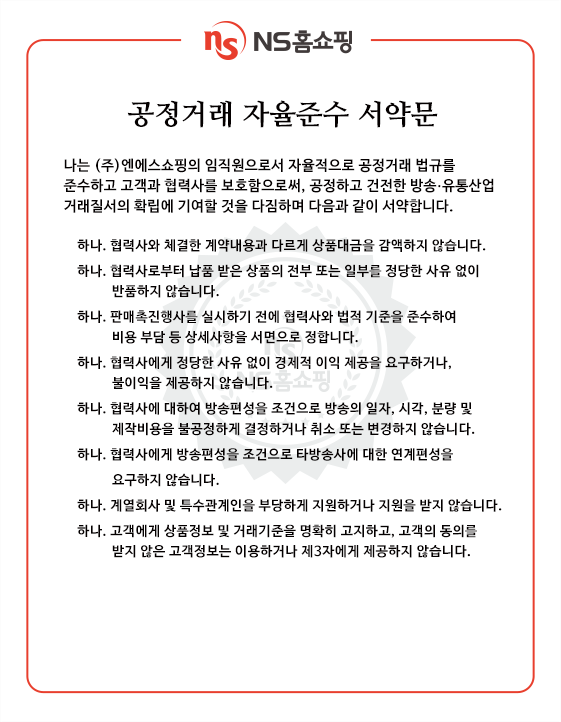 ns NS홈쇼핑
공정거래 자율준수 서약문
나는 (주)엔에스쇼핑의 임직원으로서 자율적으로 공정거래 법규를
준수하고 고객과 협력사를 보호함으로써, 공정하고 건전한 방송·유통산업
거래질서의 확립에 기여할 것을 다짐하며 다음과 같이 서약합니다.
하나. 협력사와 체결한 계약내용과 다르게 상품대금을 감액하지 않습니다.
하나. 협력사로부터 납품 받은 상품의 전부 또는 일부를 정당한 사유 없이
반품하지 않습니다.
하나. 판매촉진행사를 실시하기 전에 협력사와 법적 기준을 준수하여
비용 부담 등 상세사항을 서면으로 정합니다.
하나. 협력사에게 정당한 사유 없이 경제적 이익 제공을 요구하거나,
불이익을 제공하지 않습니다.
NS홈쇼핑
하나. 협력사에 대하여 방송편성을 조건으로 방송의 일자, 시각, 분량 및
제작비용을 불공정하게 결정하거나 취소 또는 변경하지 않습니다.
하나. 협력사에게 방송편성을 조건으로 타방송사에 대한 연계편성을
요구하지 않습니다.
하나. 계열회사 및 특수관계인을 부당하게 지원하거나 지원을 받지 않습니다.
하나. 고객에게 상품정보 및 거래기준을 명확히 고지하고, 고객의 동의를
받지 않은 고객정보는 이용하거나 제3자에게 제공하지 않습니다.